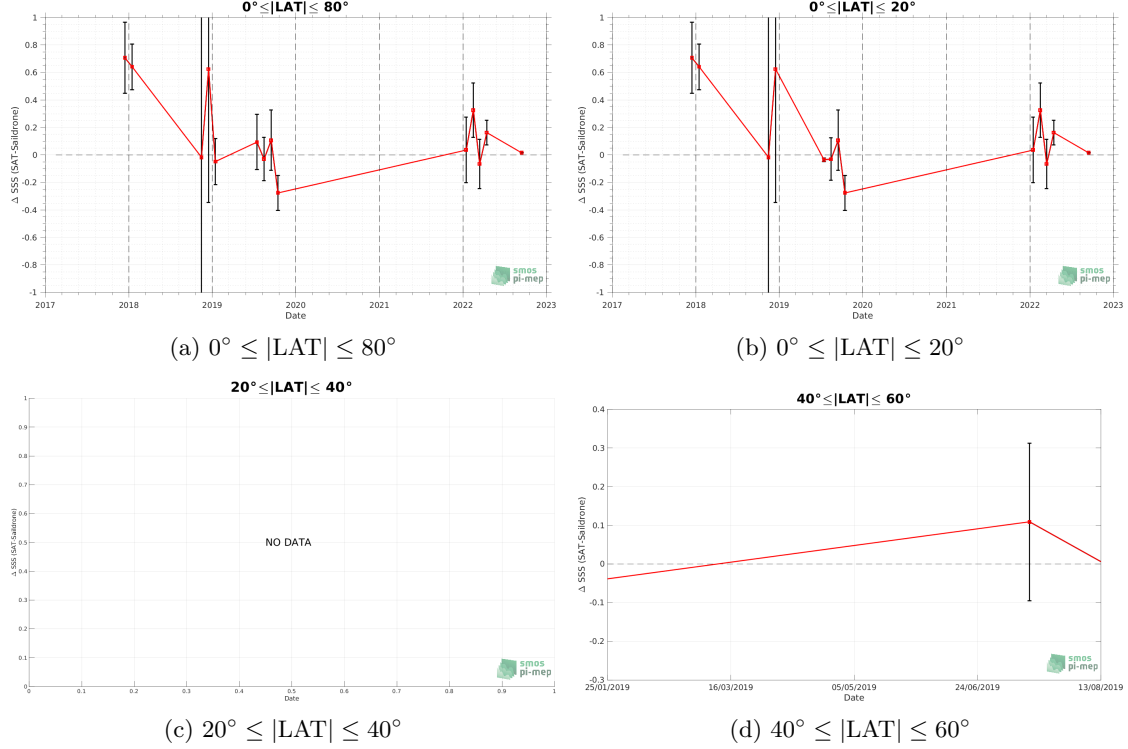 0°≤|LAT|≤ 80°
1
0.8
0.6
0.4
0.2
0
-0.2
-0.4
-0.6
-0.8
-1
Δ SSS (SAT-Saildrone)
2017 2018 2019 2020 2021 2022 2023
Date
smos
pi-mep
(a) 0° ≤ |LAT| ≤ 80°
0°≤|LAT|≤ 20°
1
0.8
0.6
0.4
0.2
0
-0.2
-0.4
-0.6
-0.8
-1
Δ SSS (SAT-Saildrone)
2017 2018 2019 2020 2021 2022 2023
Date
smos
pi-mep
(b) 0° ≤ |LAT| ≤ 20°
20°≤|LAT|≤ 40°
1
0.9
0.8
0.7
0.6
0.5
0.4
0.3
0.2
0.1
0
Δ SSS (SAT-Saildrone)
NO DATA
0 0.1 0.2 0.3 0.4 0.5 0.6 0.7 0.8 0.9 1
Date
smos
pi-mep
(c) 20° ≤ |LAT| ≤ 40°
40°≤|LAT|≤ 60°
0.4
0.3
0.2
0.1
0
-0.1
-0.2
-0.3
Δ SSS (SAT-Saildrone)
25/01/2019 16/03/2019 05/05/2019 24/06/2019 13/08/2019
Date
smos
pi-mep
(d) 40° ≤ |LAT| ≤ 60°